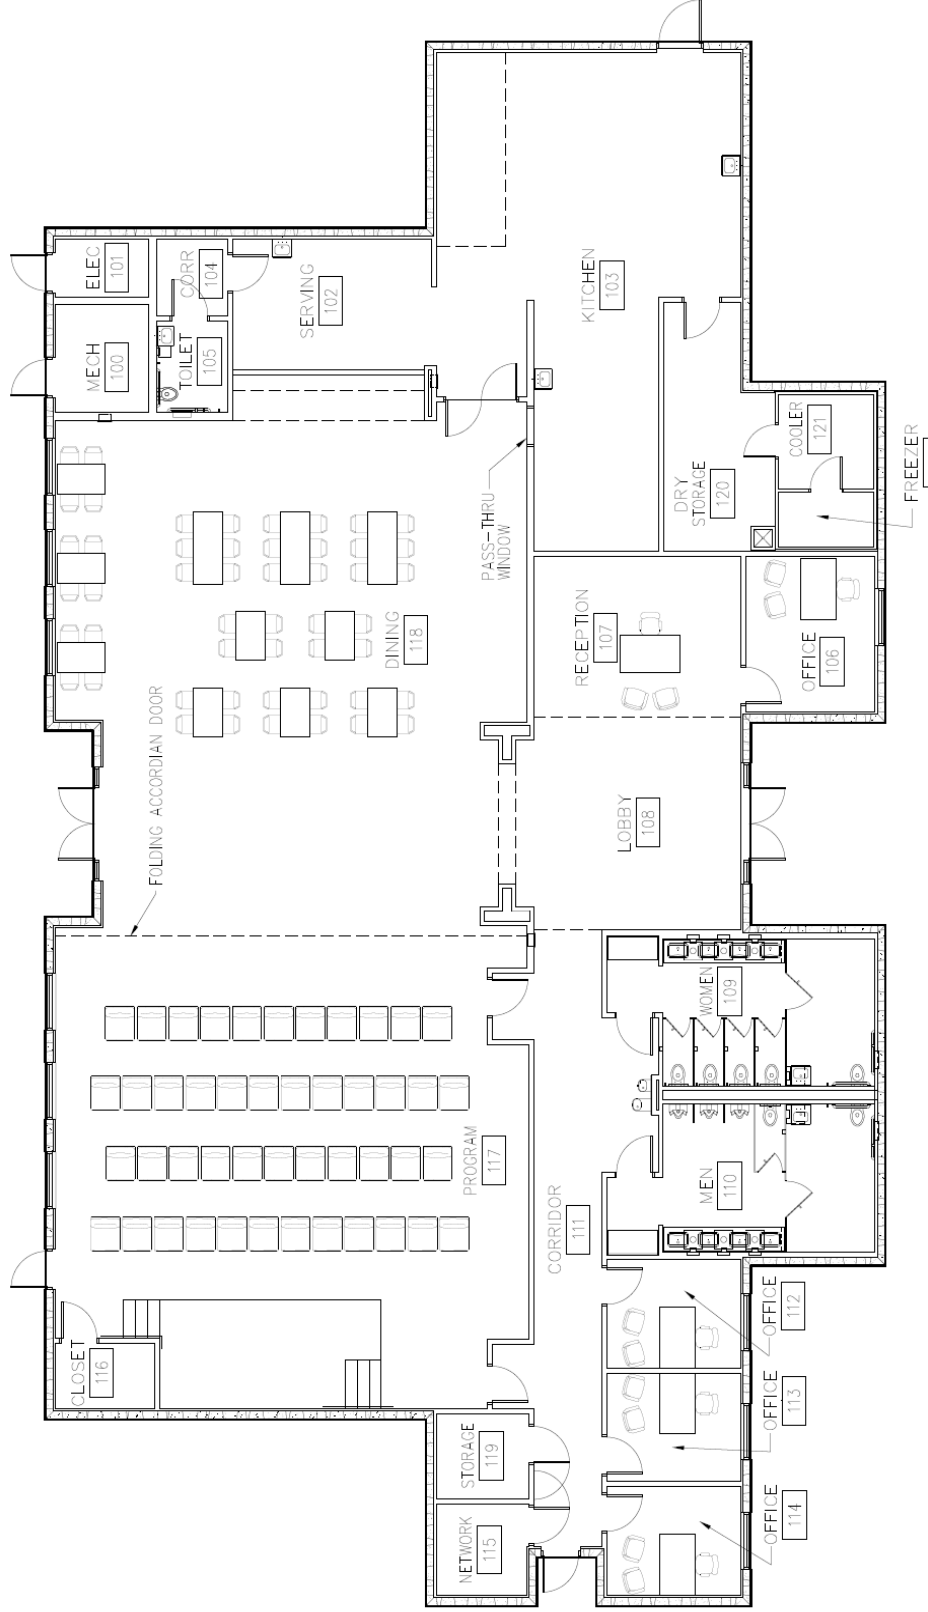 ELEC
101
MECH
100
CORR
104
TOILET
105
SERVING
102
KITCHEN
103
COOLER
121
DRY
STORAGE
120
FREEZER
PASS-THRU
WINDOW
DINING
118
RECEPTION
107
OFFICE
106
FOLDING ACCORDIAN DOOR
LOBBY
108
WOMEN
109
MEN
110
PROGRAM
117
CORRIDOR
111
CLOSET
116
OFFICE
112
OFFICE
113
OFFICE
114
STORAGE
119
NETWORK
115